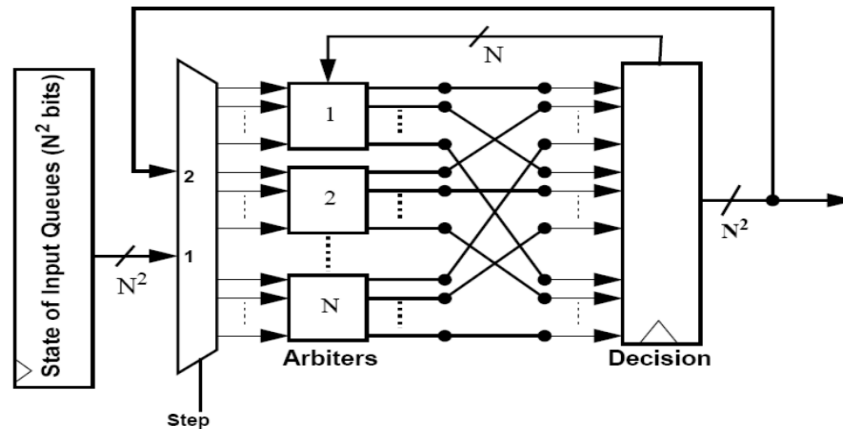 State of Input Queues (N² bits)
N
2
1
N²
Step
1
2
N
Arbiters
Decision
N²